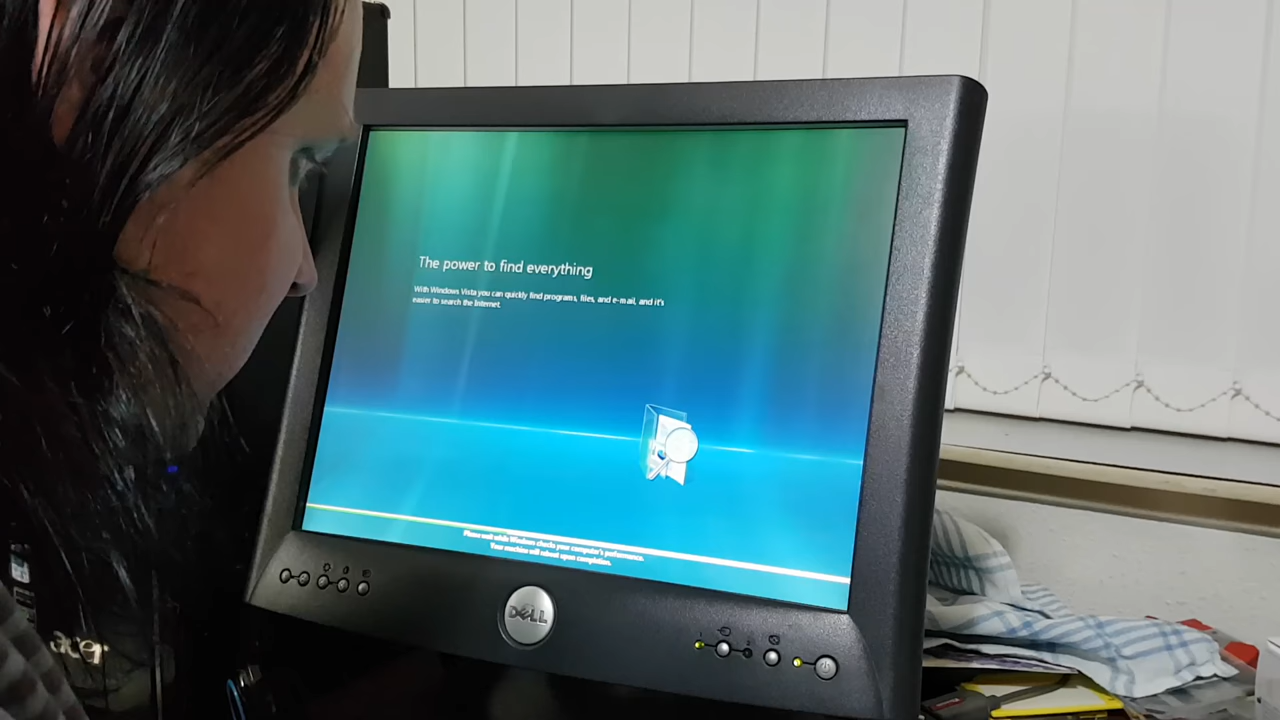 The power to find everything
With Windows Vista you can quickly find programs, files, and e-mail, and it's
easier to search the Internet.
Please wait while Windows checks your computer's performance.
Your machine will reboot upon completion.
DELL
acer